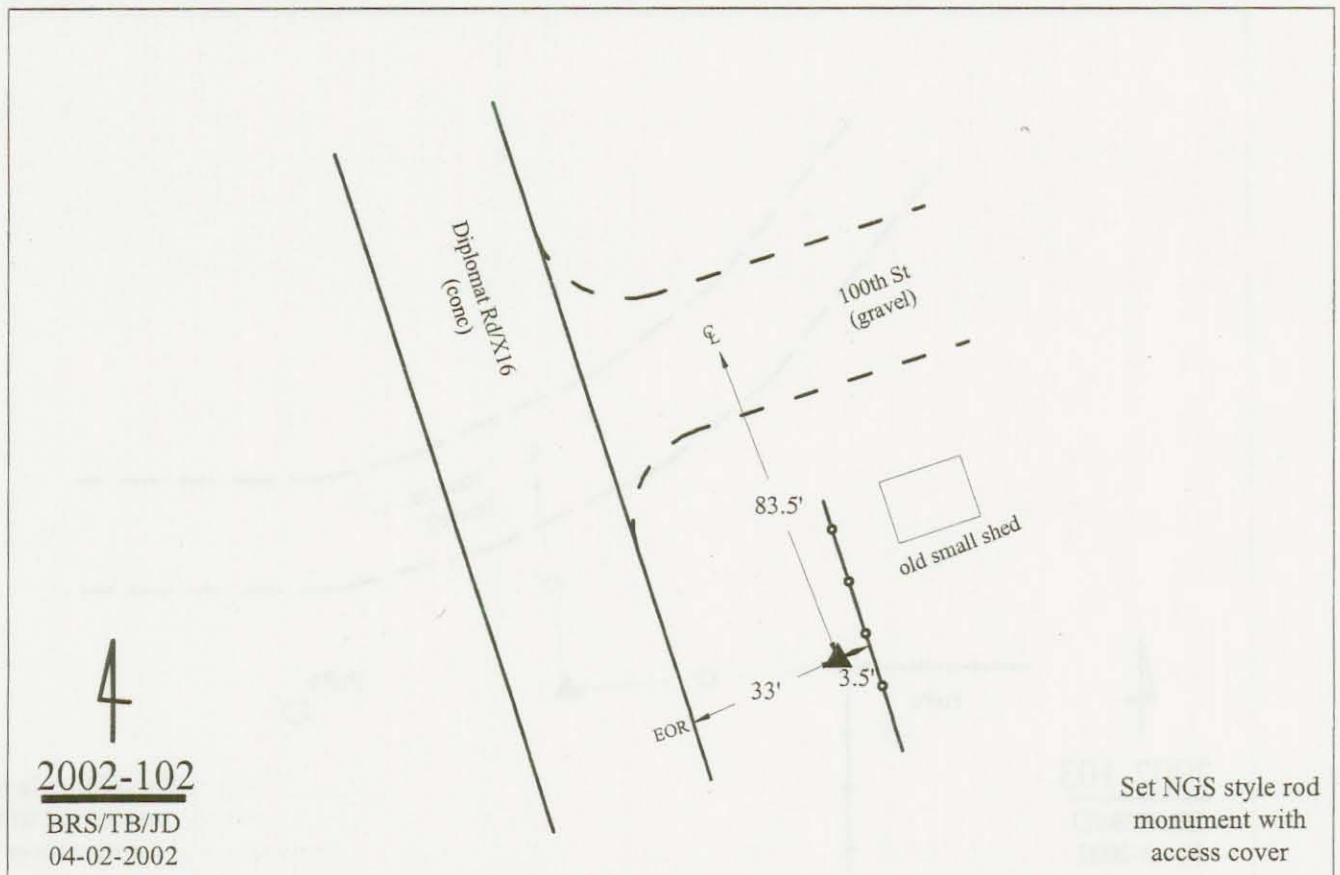 Diplomat Rd/X16
(conc)
100th St
(gravel)
℄
83.5'
old small shed
33'
3.5'
EOR
2002-102
BRS/TB/JD
04-02-2002
Set NGS style rod
monument with
access cover